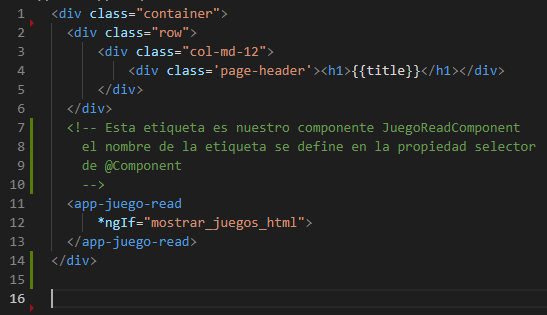 1 <div class="container">
2 <div class="row">
3 <div class="col-md-12">
4 <div class='page-header'><h1>{{title}}</h1></div>
5 </div>
6 </div>
7 <!-- Esta etiqueta es nuestro componente JuegoReadComponent
8 el nombre de la etiqueta se define en la propiedad selector
9 de @Component
10 -->
11 <app-juego-read
12 *ngIf="mostrar_juegos_html">
13 </app-juego-read>
14 </div>
15
16